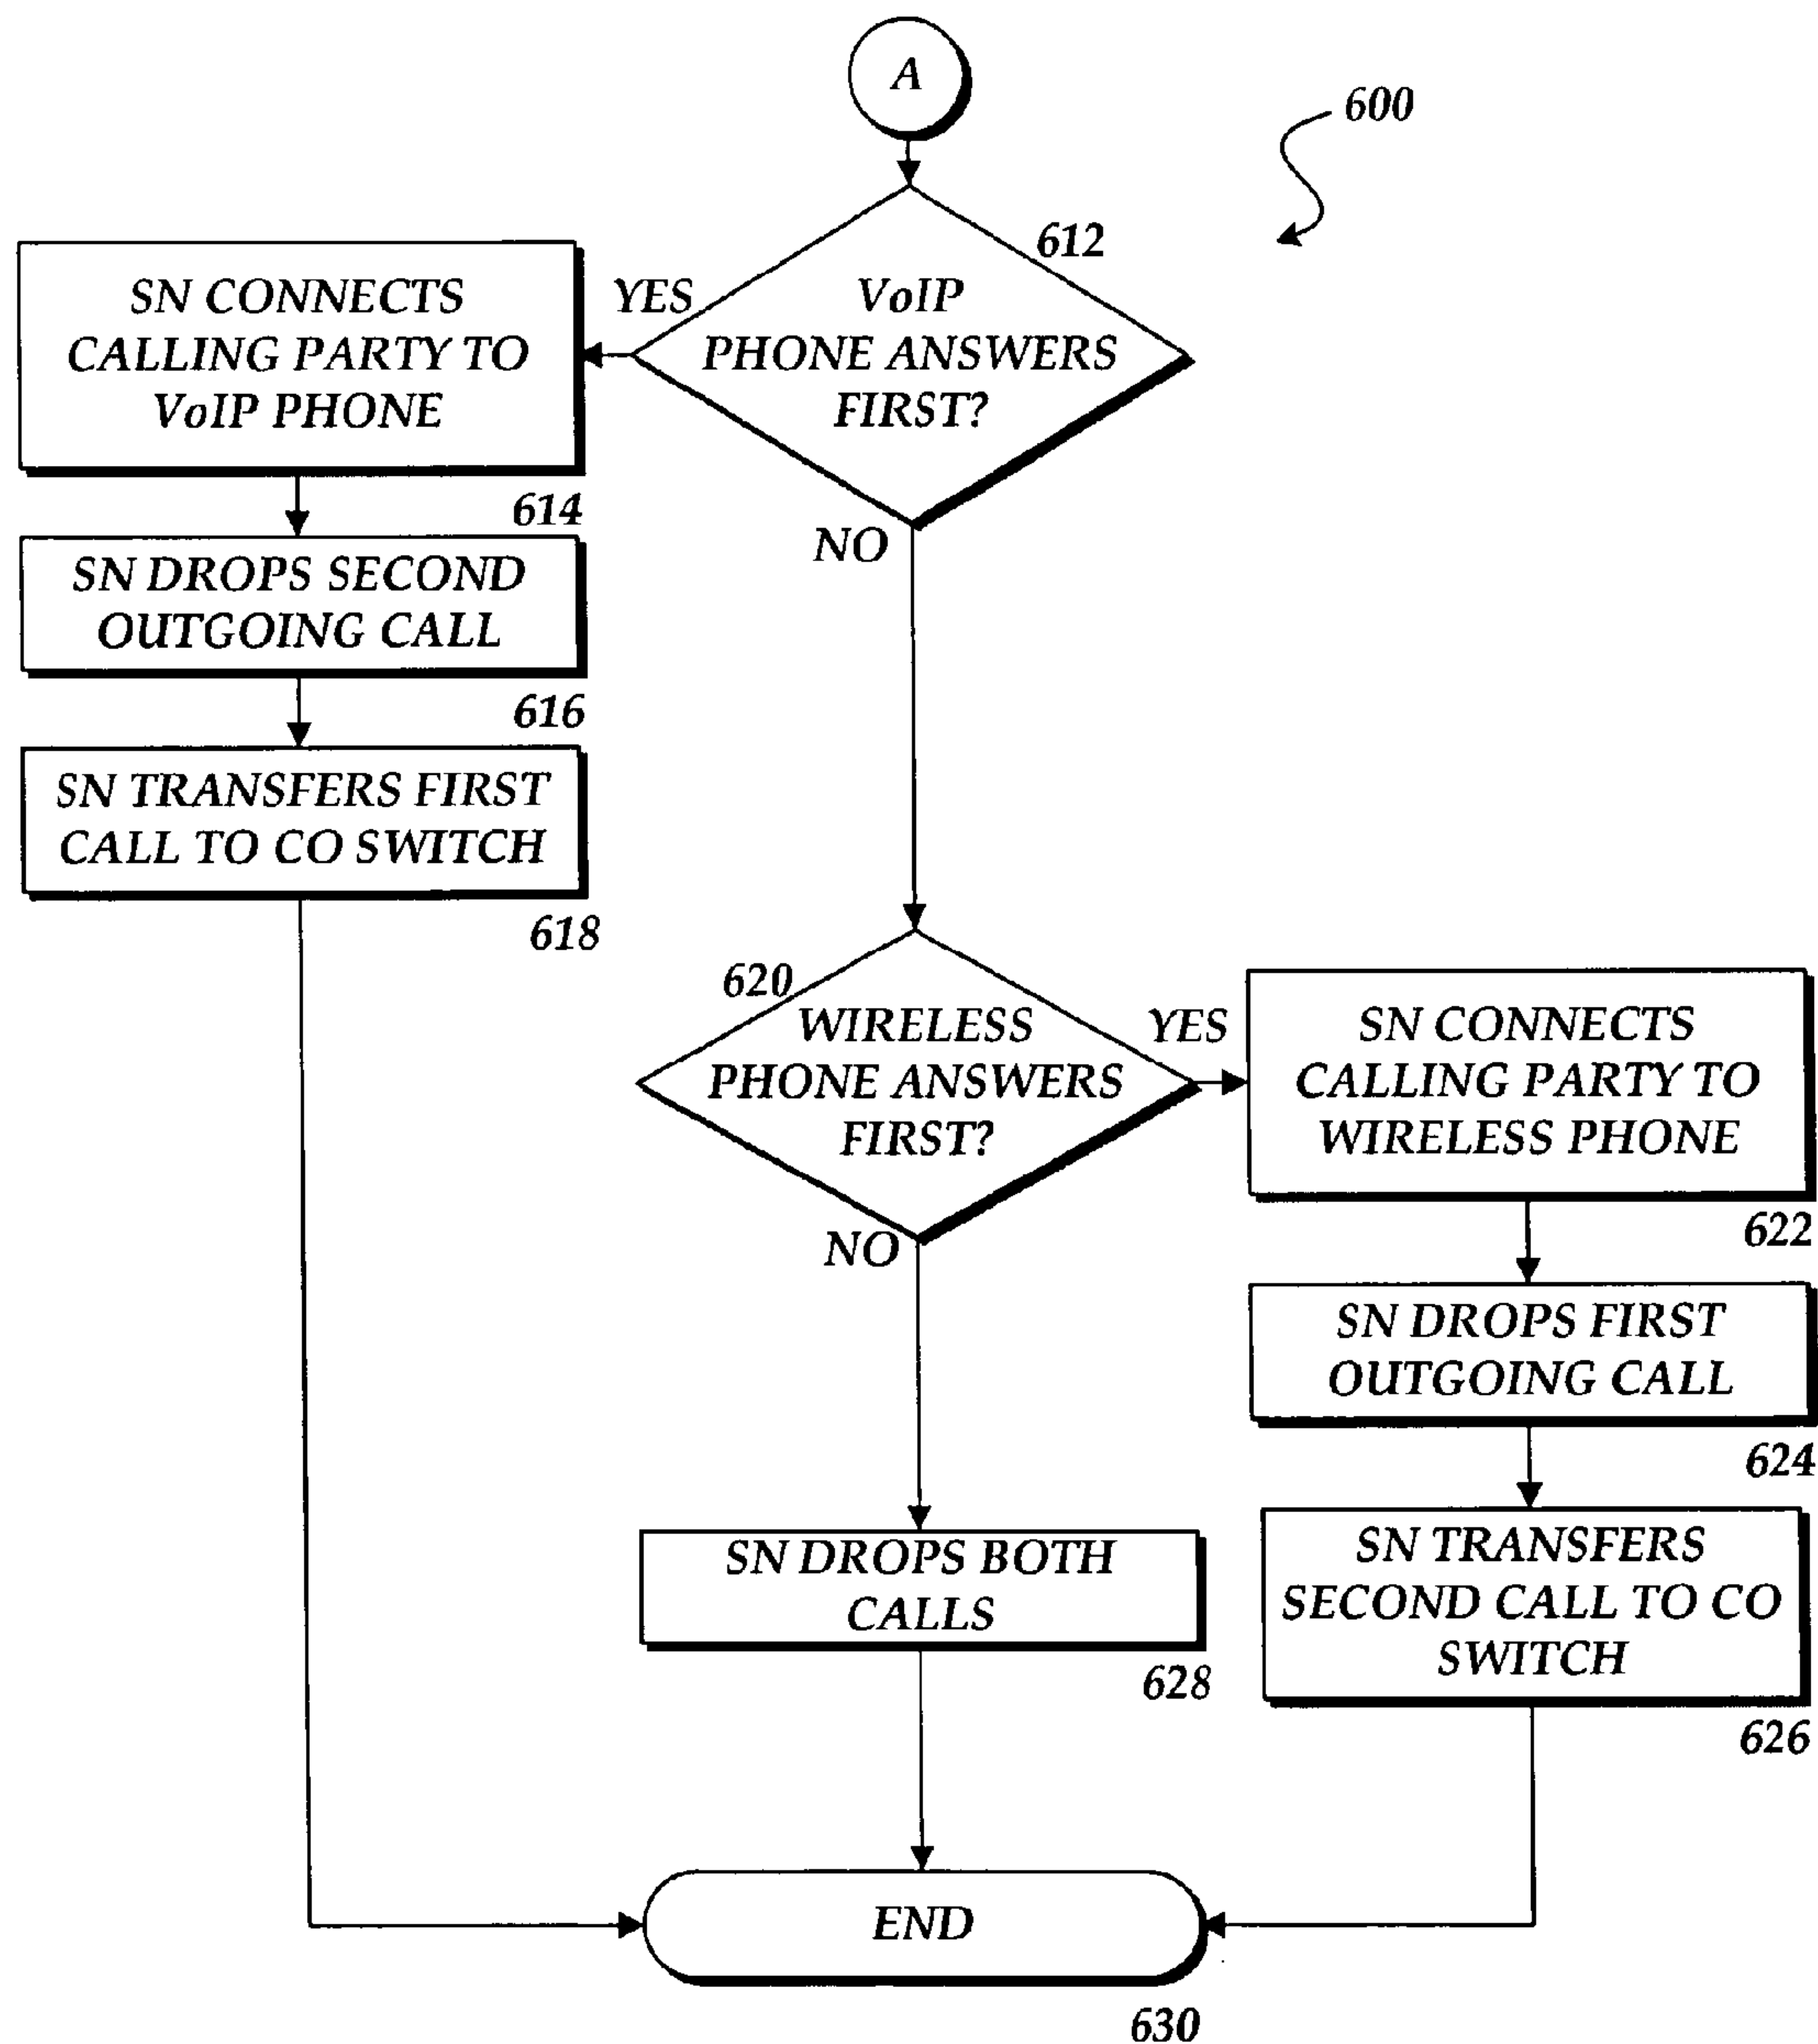 A
600
612
VoIP
PHONE ANSWERS
FIRST?
YES
SN CONNECTS
CALLING PARTY TO
VoIP PHONE
614
NO
SN DROPS SECOND
OUTGOING CALL
616
SN TRANSFERS FIRST
CALL TO CO SWITCH
618
620
WIRELESS
PHONE ANSWERS
FIRST?
YES
SN CONNECTS
CALLING PARTY TO
WIRELESS PHONE
622
NO
SN DROPS FIRST
OUTGOING CALL
624
SN TRANSFERS
SECOND CALL TO CO
SWITCH
626
SN DROPS BOTH
CALLS
628
END
630